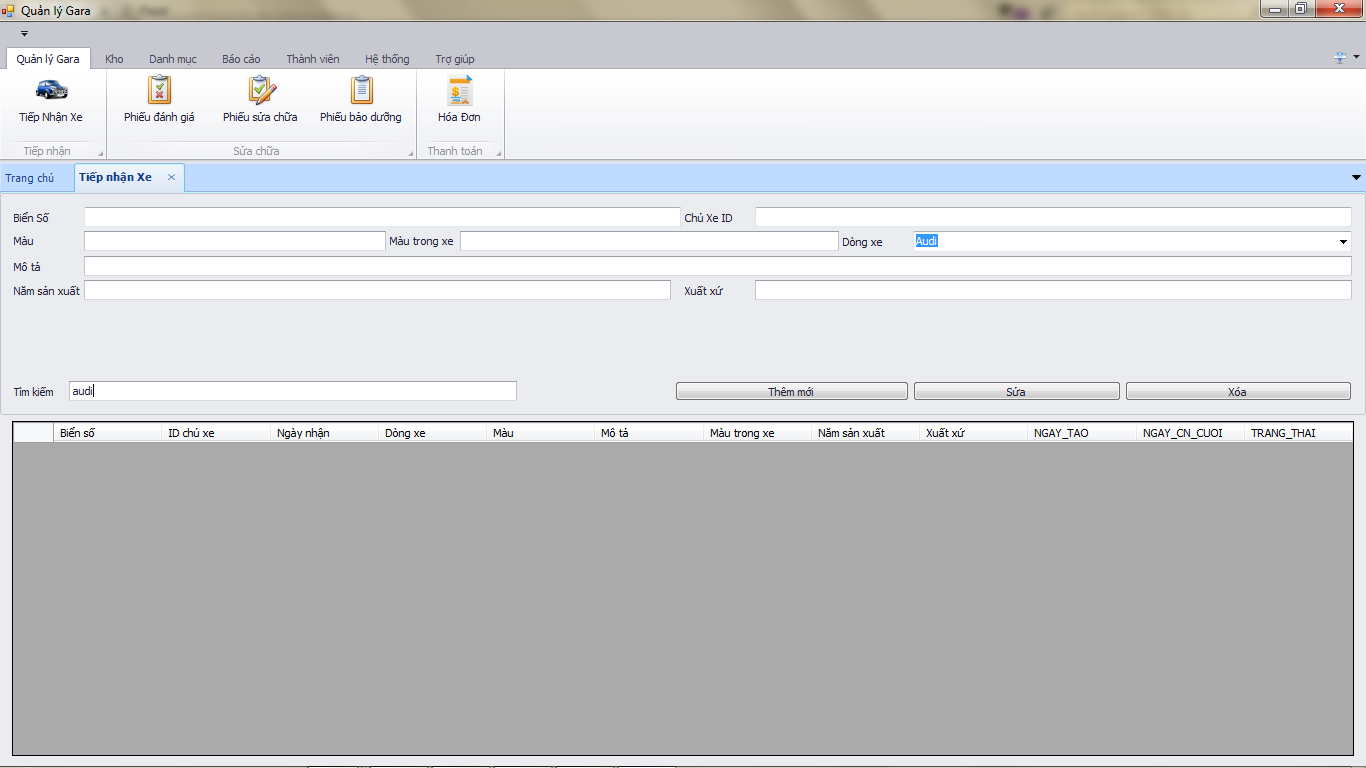 Quản lý Gara
Quản lý Gara Kho Danh mục Báo cáo Thành viên Hệ thống Trợ giúp
Tiếp Nhận Xe Phiếu đánh giá Phiếu sửa chữa Phiếu bảo dưỡng Hóa Đơn
Tiếp nhận Sửa chữa Thanh toán
Trang chủ Tiếp nhận Xe
Biển Số Chủ Xe ID
Màu Màu trong xe Dòng xe Audi
Mô tả
Năm sản xuất Xuất xứ
Tìm kiếm audi Thêm mới Sửa Xóa
Biển số ID chủ xe Ngày nhận Dòng xe Màu Mô tả Màu trong xe Năm sản xuất Xuất xứ NGAY_TAO NGAY_CN_CUOI TRANG_THAI